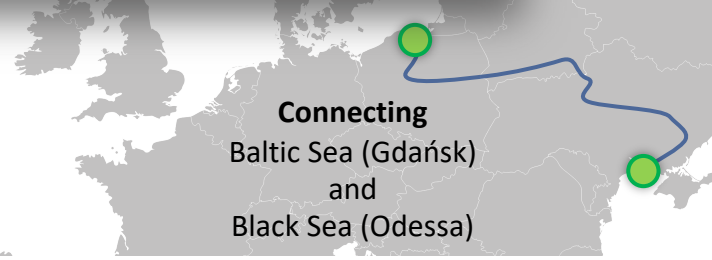 Connecting
Baltic Sea (Gdańsk)
and
Black Sea (Odessa)